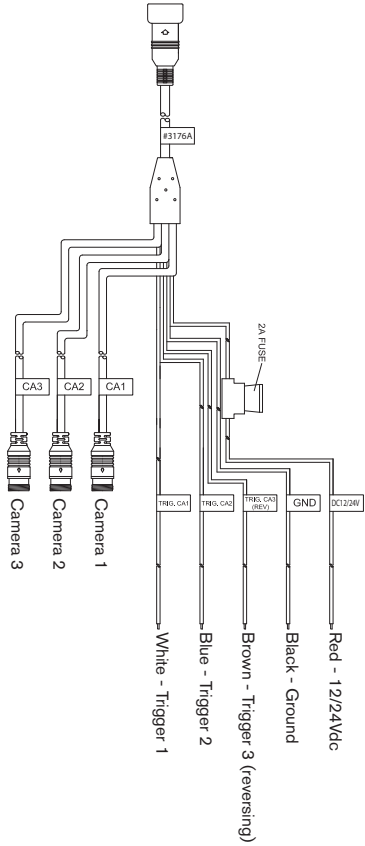 #3176A
2A FUSE
CA3
CA2
CA1
TRIG, CA1
TRIG, CA2
TRIG, CA3
(REV)
GND
DC12/24V
Camera 3
Camera 2
Camera 1
White - Trigger 1
Blue - Trigger 2
Brown - Trigger 3 (reversing)
Black - Ground
Red - 12/24Vdc